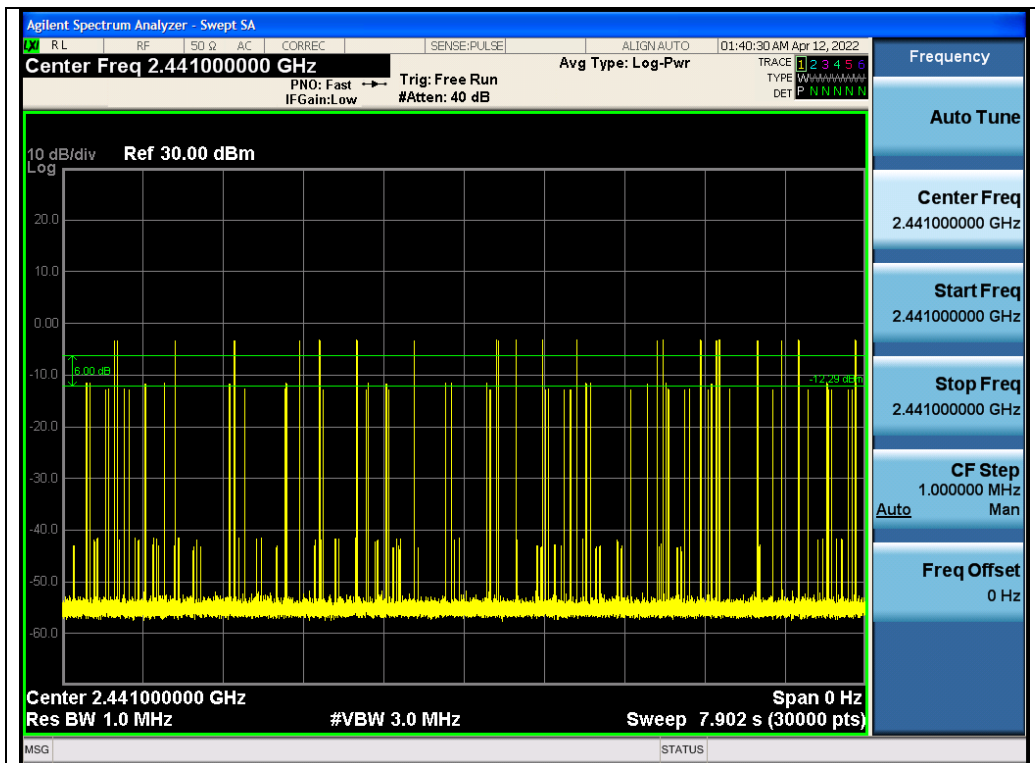 Agilent Spectrum Analyzer - Swept SA
LXI RL RF 50 Ω AC CORREC SENSE:PULSE ALIGN AUTO 01:40:30 AM Apr 12, 2022
Center Freq 2.441000000 GHz
PNO: Fast
IFGain:Low
Trig: Free Run
#Atten: 40 dB
Avg Type: Log-Pwr
TRACE 1 2 3 4 5 6
TYPE WWWWWW
DET P N N N N N
10 dB/div Ref 30.00 dBm
Log
20.0
10.0
0.00
-10.0
6.00 dB
-12.29 dBm
-20.0
-30.0
-40.0
-50.0
-60.0
Center 2.441000000 GHz Span 0 Hz
Res BW 1.0 MHz #VBW 3.0 MHz Sweep 7.902 s (30000 pts)
MSG STATUS
Frequency
Auto Tune
Center Freq
2.441000000 GHz
Start Freq
2.441000000 GHz
Stop Freq
2.441000000 GHz
CF Step
1.000000 MHz
Auto Man
Freq Offset
0 Hz